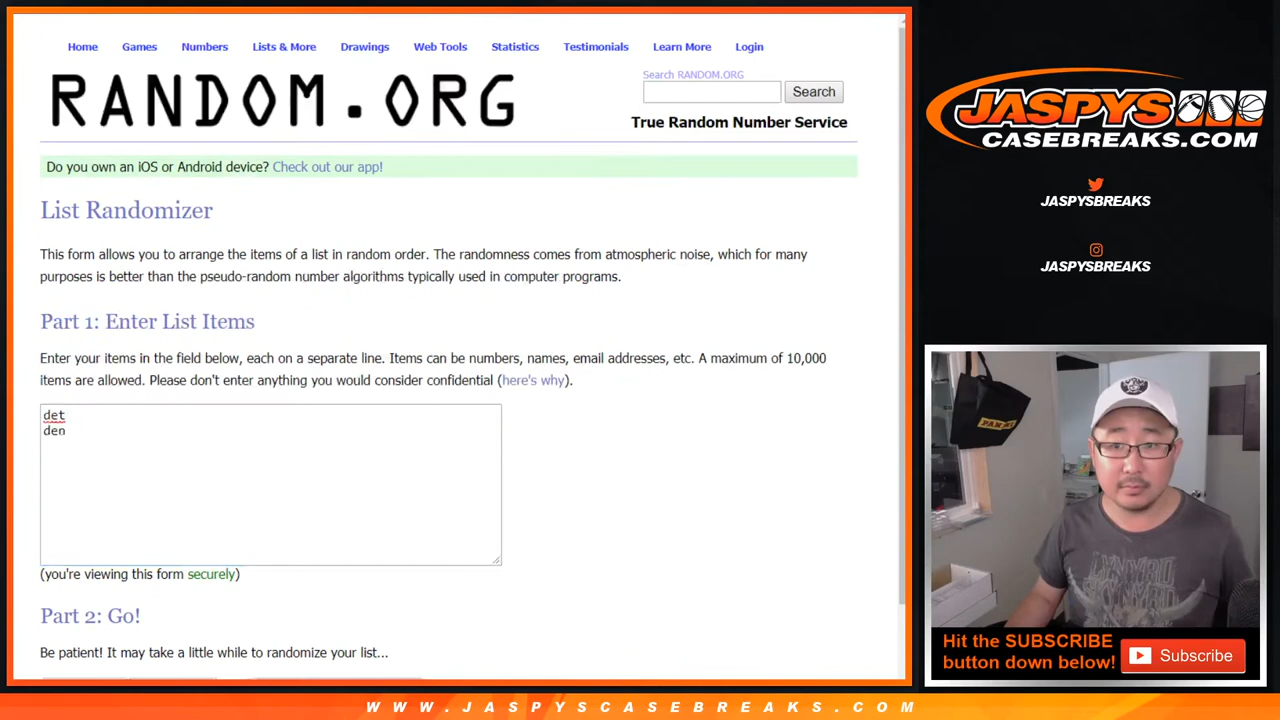 Home Games Numbers Lists & More Drawings Web Tools Statistics Testimonials Learn More Login
RANDOM.ORG
Search RANDOM.ORG
Search
True Random Number Service
Do you own an iOS or Android device? Check out our app!
List Randomizer
This form allows you to arrange the items of a list in random order. The randomness comes from atmospheric noise, which for many
purposes is better than the pseudo-random number algorithms typically used in computer programs.
Part 1: Enter List Items
Enter your items in the field below, each on a separate line. Items can be numbers, names, email addresses, etc. A maximum of 10,000
items are allowed. Please don't enter anything you would consider confidential (here's why).
det
den
(you're viewing this form securely)
Part 2: Go!
Be patient! It may take a little while to randomize your list...
JASPYS
CASEBREAKS.COM
JASPYSBREAKS
JASPYSBREAKS
PANINI
LYNYRD
SKYNYRD
Hit the SUBSCRIBE
button down below!
Subscribe
WWW.JASPYSCASEBREAKS.COM